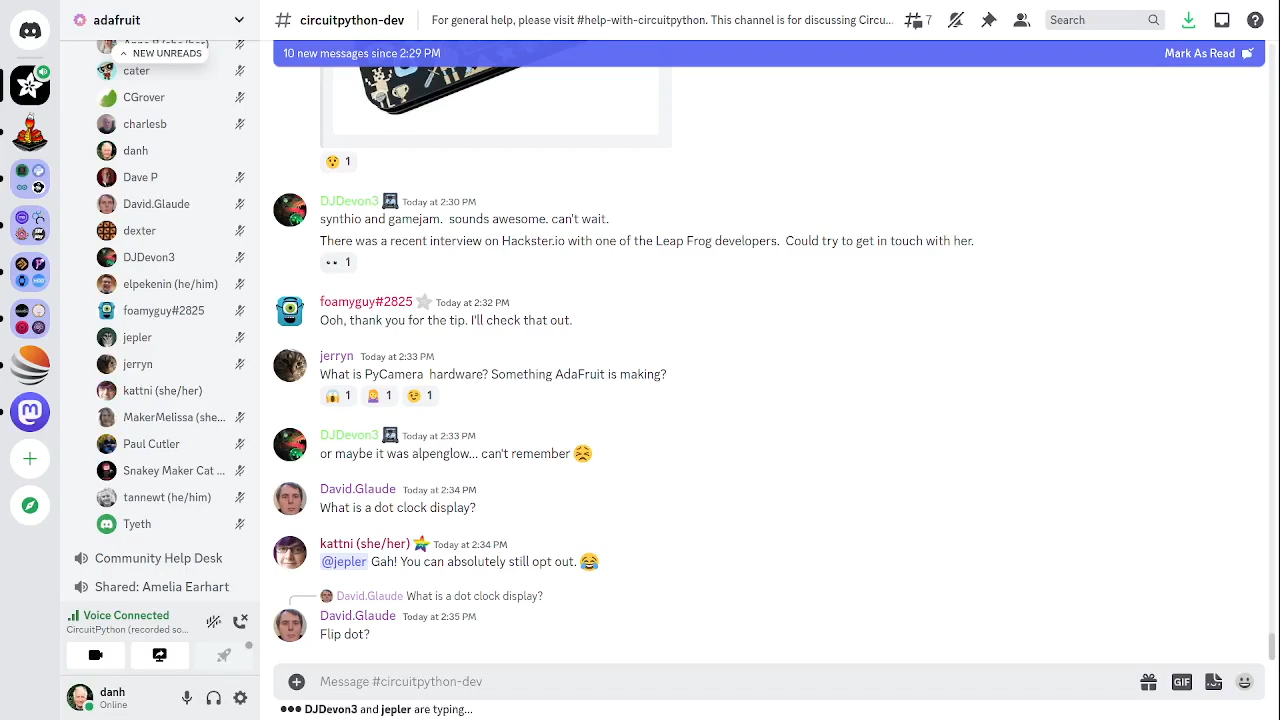 adafruit
circuitpython-dev
For general help, please visit #help-with-circuitpython. This channel is for discussing Circu...
7
Search
NEW UNREADS
cater
CGrover
charlesb
danh
Dave P
David.Glaude
dexter
DJDevon3
elpekenin (he/him)
foamyguy#2825
jepler
jerryn
kattni (she/her)
MakerMelissa (she...
Paul Cutler
Snakey Maker Cat ...
tannewt (he/him)
Tyeth
Community Help Desk
Shared: Amelia Earhart
Voice Connected
CircuitPython (recorded so...
danh
Online
10 new messages since 2:29 PM
Mark As Read
1
DJDevon3 Today at 2:30 PM
synthio and gamejam. sounds awesome. can't wait.
There was a recent interview on Hackster.io with one of the Leap Frog developers. Could try to get in touch with her.
1
foamyguy#2825 Today at 2:32 PM
Ooh, thank you for the tip. I'll check that out.
jerryn Today at 2:33 PM
What is PyCamera hardware? Something AdaFruit is making?
1 1 1
DJDevon3 Today at 2:33 PM
or maybe it was alpenglow... can't remember
David.Glaude Today at 2:34 PM
What is a dot clock display?
kattni (she/her) Today at 2:34 PM
@jepler Gah! You can absolutely still opt out.
David.Glaude What is a dot clock display?
David.Glaude Today at 2:35 PM
Flip dot?
Message #circuitpython-dev
GIF
DJDevon3 and jepler are typing...